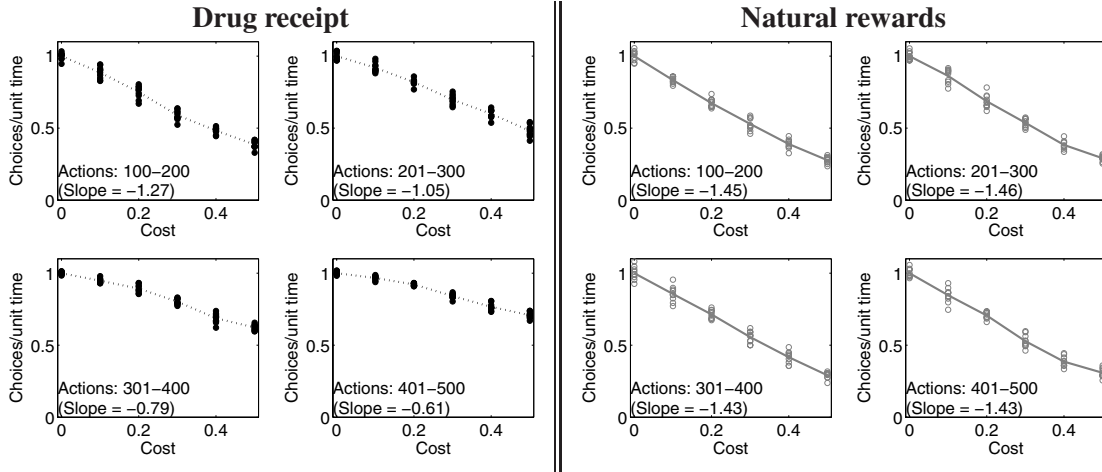 Drug receipt
Natural rewards
Choices/unit time
1
0.5
0
Actions: 100−200
(Slope = −1.27)
0 0.2 0.4
Cost
Choices/unit time
1
0.5
0
Actions: 201−300
(Slope = −1.05)
0 0.2 0.4
Cost
Choices/unit time
1
0.5
0
Actions: 100−200
(Slope = −1.45)
0 0.2 0.4
Cost
Choices/unit time
1
0.5
0
Actions: 201−300
(Slope = −1.46)
0 0.2 0.4
Cost
Choices/unit time
1
0.5
0
Actions: 301−400
(Slope = −0.79)
0 0.2 0.4
Cost
Choices/unit time
1
0.5
0
Actions: 401−500
(Slope = −0.61)
0 0.2 0.4
Cost
Choices/unit time
1
0.5
0
Actions: 301−400
(Slope = −1.43)
0 0.2 0.4
Cost
Choices/unit time
1
0.5
0
Actions: 401−500
(Slope = −1.43)
0 0.2 0.4
Cost